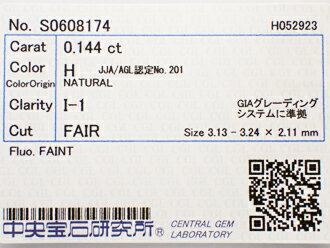 No. S0608174 H052923
Carat 0.144 ct
Color H JJA/AGL認定No.201
ColorOrigin NATURAL
Clarity I-1 GIAグレーディング
システムに準拠
Cut FAIR Size 3.13 - 3.24 × 2.11 mm
Fluo. FAINT
中央宝石研究所® CENTRAL GEM
LABORATORY